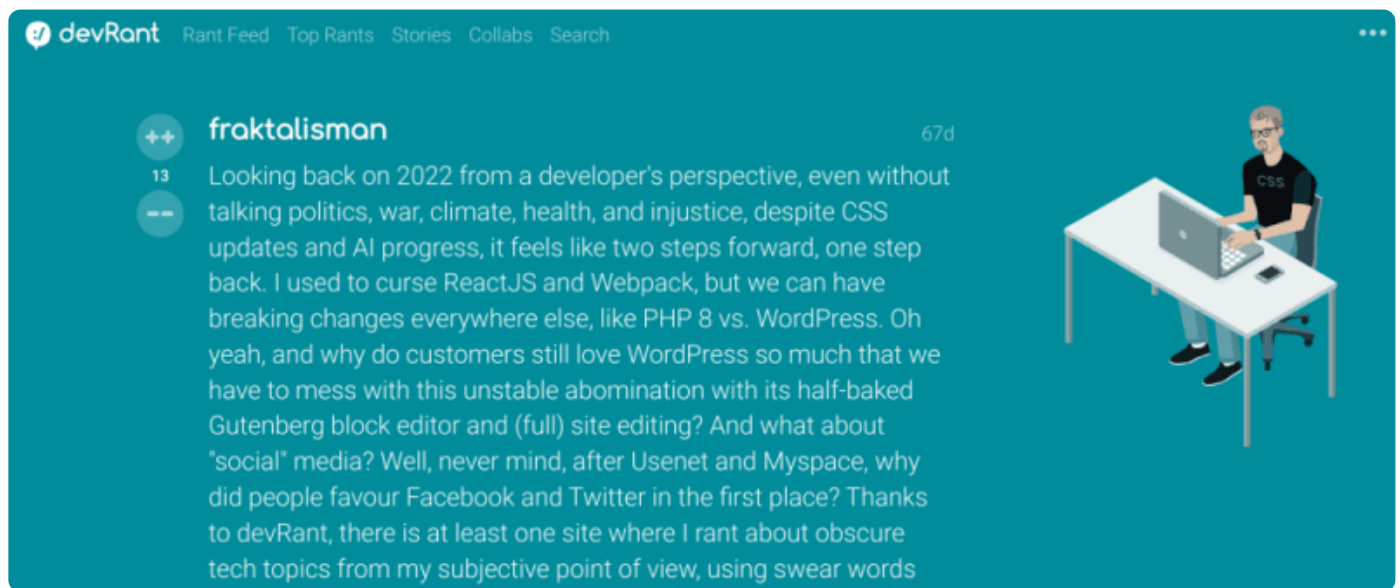 devRant Rant Feed Top Rants Stories Collabs Search
++
fraktalisman 67d
13
Looking back on 2022 from a developer's perspective, even without
--
talking politics, war, climate, health, and injustice, despite CSS
updates and AI progress, it feels like two steps forward, one step
back. I used to curse ReactJS and Webpack, but we can have
breaking changes everywhere else, like PHP 8 vs. WordPress. Oh
yeah, and why do customers still love WordPress so much that we
have to mess with this unstable abomination with its half-baked
Gutenberg block editor and (full) site editing? And what about
"social" media? Well, never mind, after Usenet and Myspace, why
did people favour Facebook and Twitter in the first place? Thanks
to devRant, there is at least one site where I rant about obscure
tech topics from my subjective point of view, using swear words
CSS